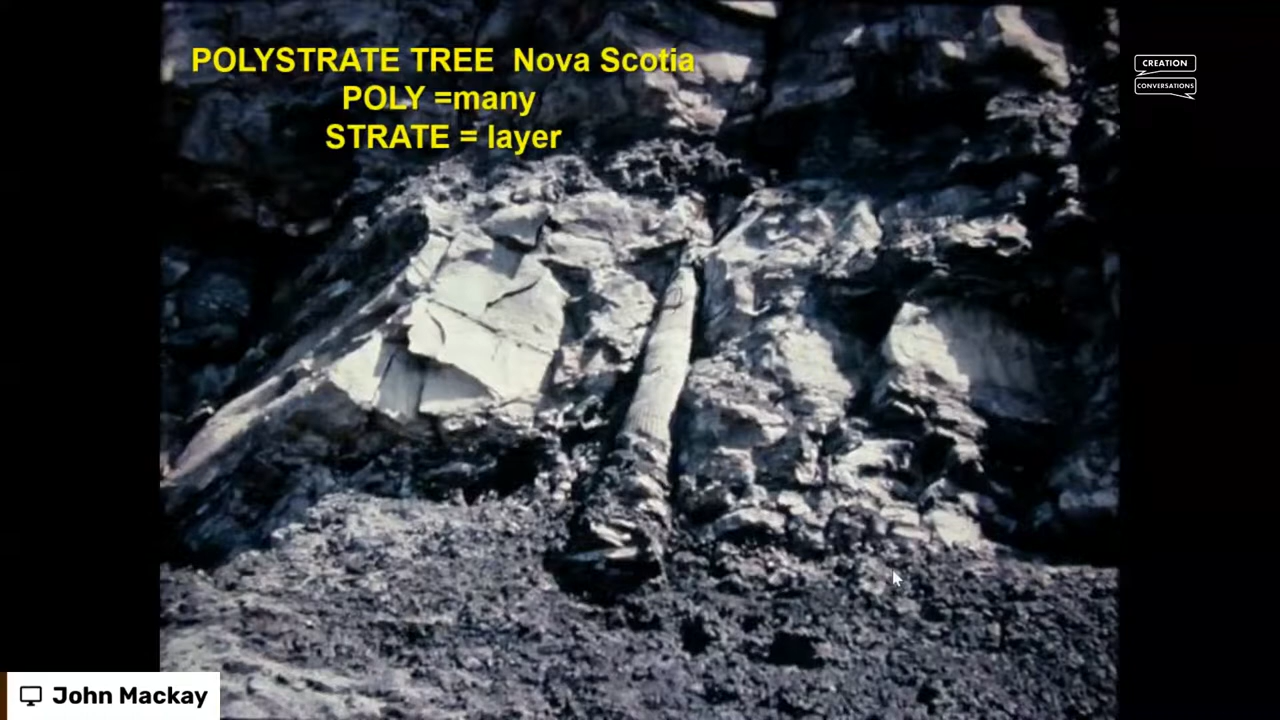 POLYSTRATE TREE Nova Scotia
POLY =many
STRATE = layer
CREATION
CONVERSATIONS
John Mackay